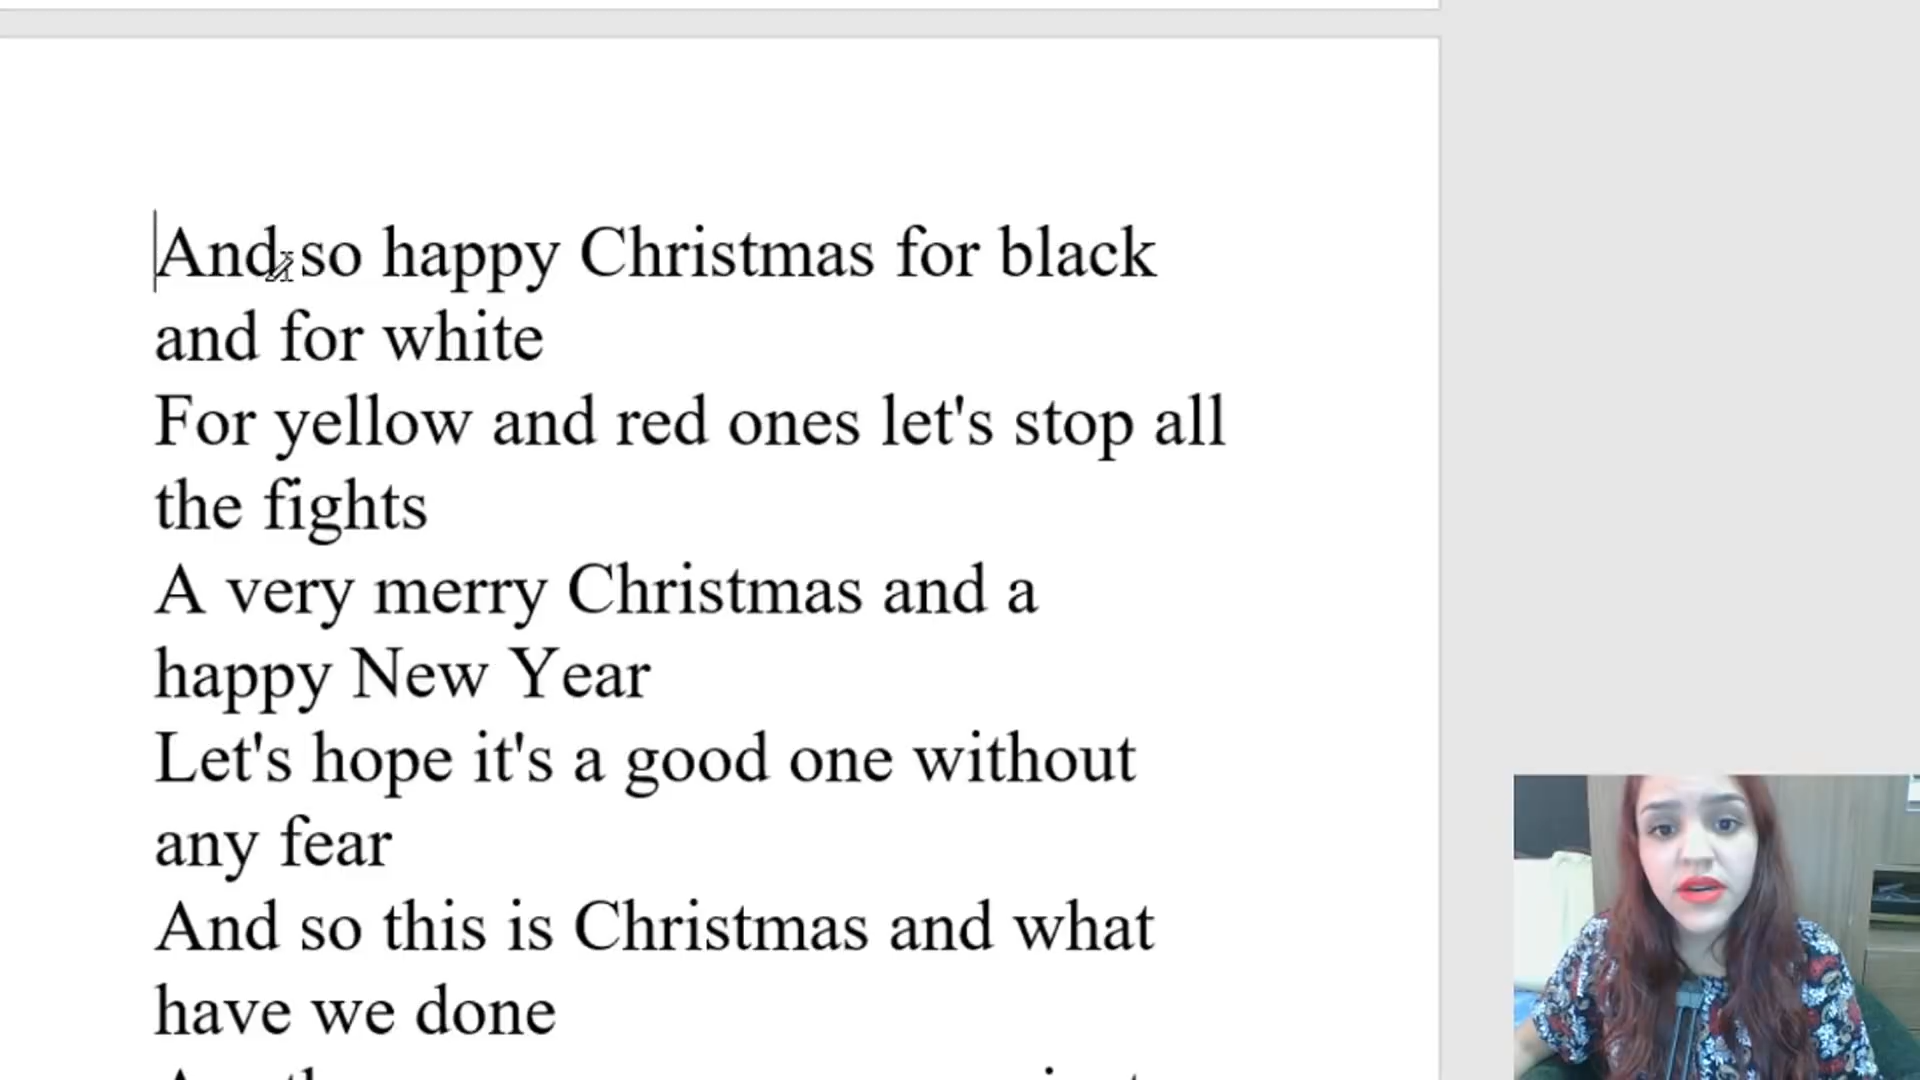 And so happy Christmas for black
and for white
For yellow and red ones let's stop all
the fights
A very merry Christmas and a
happy New Year
Let's hope it's a good one without
any fear
And so this is Christmas and what
have we done